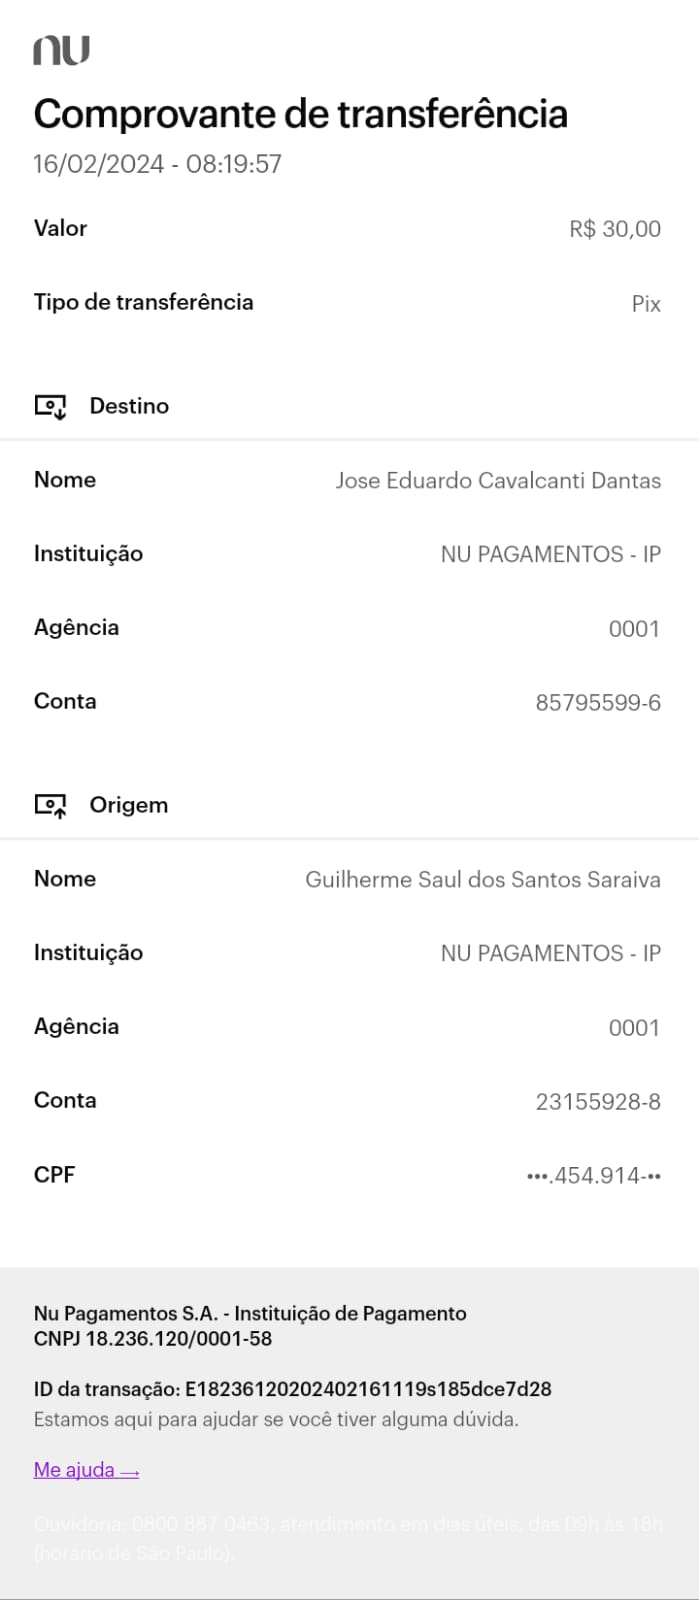 nu
Comprovante de transferência
16/02/2024 - 08:19:57
Valor R$ 30,00
Tipo de transferência Pix
Destino
Nome Jose Eduardo Cavalcanti Dantas
Instituição NU PAGAMENTOS - IP
Agência 0001
Conta 85795599-6
Origem
Nome Guilherme Saul dos Santos Saraiva
Instituição NU PAGAMENTOS - IP
Agência 0001
Conta 23155928-8
CPF •••.454.914-••
Nu Pagamentos S.A. - Instituição de Pagamento
CNPJ 18.236.120/0001-58
ID da transação: E18236120202402161119s185dce7d28
Estamos aqui para ajudar se você tiver alguma dúvida.
Me ajuda →
Ouvidoria: 0800 887 0463, atendimento em dias úteis, das 09h às 18h
(horário de São Paulo).